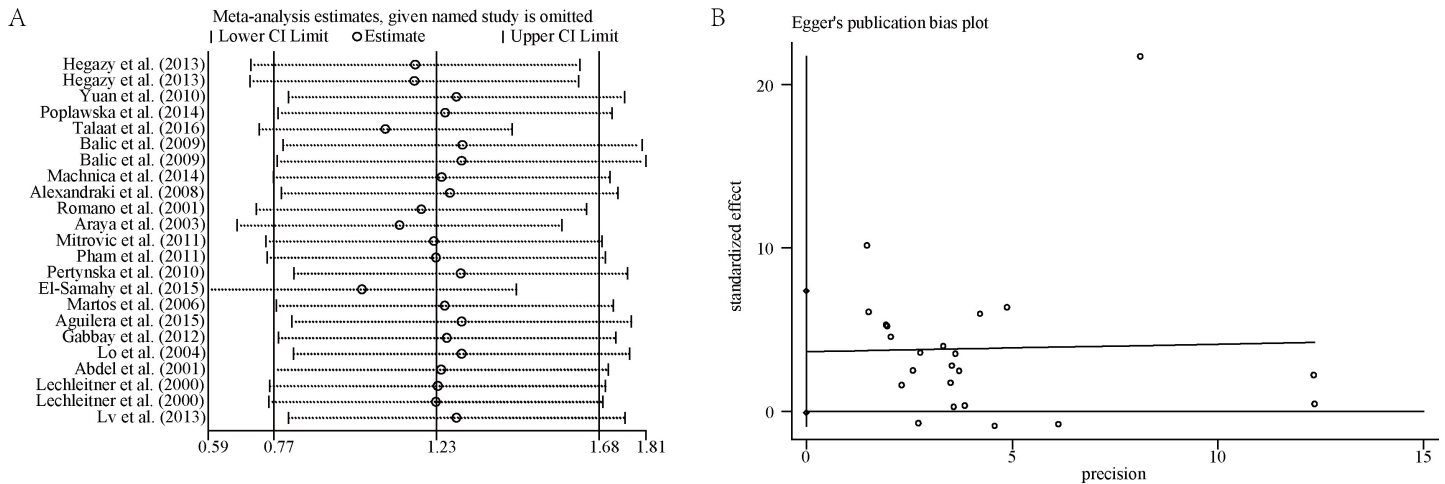 A
Meta-analysis estimates, given named study is omitted
Lower CI Limit Estimate Upper CI Limit
Hegazy et al. (2013)
Hegazy et al. (2013)
Yuan et al. (2010)
Poplawska et al. (2014)
Talaat et al. (2016)
Balic et al. (2009)
Balic et al. (2009)
Machnica et al. (2014)
Alexandraki et al. (2008)
Romano et al. (2001)
Araya et al. (2003)
Mitrovic et al. (2011)
Pham et al. (2011)
Pertynska et al. (2010)
El-Samahy et al. (2015)
Martos et al. (2006)
Aguilera et al. (2015)
Gabbay et al. (2012)
Lo et al. (2004)
Abdel et al. (2001)
Lechleitner et al. (2000)
Lechleitner et al. (2000)
Lv et al. (2013)
0.59 0.77 1.23 1.68 1.81
B
Egger's publication bias plot
standardized effect
20
10
0
0 5 10 15
precision